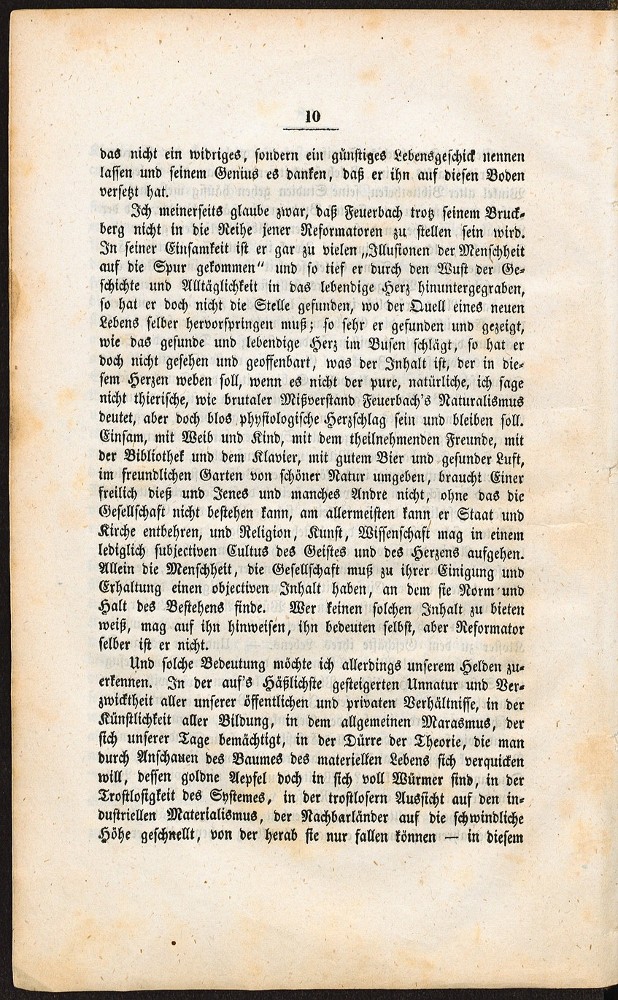 10
das nicht ein widriges, sondern ein günstiges Lebensgeschick nennen
lassen und seinem Genius es danken, daß er ihn auf diesen Boden
versetzt hat.
Ich meinerseits glaube zwar, daß Feuerbach trotz seinem Bruck-
berg nicht in die Reihe jener Reformatoren zu stellen sein wird.
In seiner Einsamkeit ist er gar zu vielen „Illusionen der Menschheit
auf die Spur gekommen“ und so tief er durch den Wust der Ge-
schichte und Alltäglichkeit in das lebendige Herz hinuntergegraben,
so hat er doch nicht die Stelle gefunden, wo der Quell eines neuen
Lebens selber hervorspringen muß; so sehr er gefunden und gezeigt,
wie das gesunde und lebendige Herz im Busen schlägt, so hat er
doch nicht gesehen und geoffenbart, was der Inhalt ist, der in die-
sem Herzen weben soll, wenn es nicht der pure, natürliche, ich sage
nicht thierische, wie brutaler Mißverstand Feuerbach's Naturalismus
deutet, aber doch blos physiologische Herzschlag sein und bleiben soll.
Einsam, mit Weib und Kind, mit dem theilnehmenden Freunde, mit
der Bibliothek und dem Klavier, mit gutem Bier und gesunder Luft,
im freundlichen Garten von schöner Natur umgeben, braucht Einer
freilich dieß und Jenes und manches Andre nicht, ohne das die
Gesellschaft nicht bestehen kann, am allermeisten kann er Staat und
Kirche entbehren, und Religion, Kunst, Wissenschaft mag in einem
lediglich subjectiven Cultus des Geistes und des Herzens aufgehen.
Allein die Menschheit, die Gesellschaft muß zu ihrer Einigung und
Erhaltung einen objectiven Inhalt haben, an dem sie Norm und
Halt des Bestehens finde. Wer keinen solchen Inhalt zu bieten
weiß, mag auf ihn hinweisen, ihn bedeuten selbst, aber Reformator
selber ist er nicht.
Und solche Bedeutung möchte ich allerdings unserem Helden zu-
erkennen. In der auf's Häßlichste gesteigerten Unnatur und Ver-
zwicktheit aller unserer öffentlichen und privaten Verhältnisse, in der
Künstlichkeit aller Bildung, in dem allgemeinen Marasmus, der
sich unserer Tage bemächtigt, in der Dürre der Theorie, die man
durch Anschauen des Baumes des materiellen Lebens sich verquicken
will, dessen goldne Aepfel doch in sich voll Würmer sind, in der
Trostlosigkeit des Systemes, in der trostlosern Aussicht auf den in-
dustriellen Materialismus, der Nachbarländer auf die schwindliche
Höhe geschnellt, von der herab sie nur fallen können — in diesem